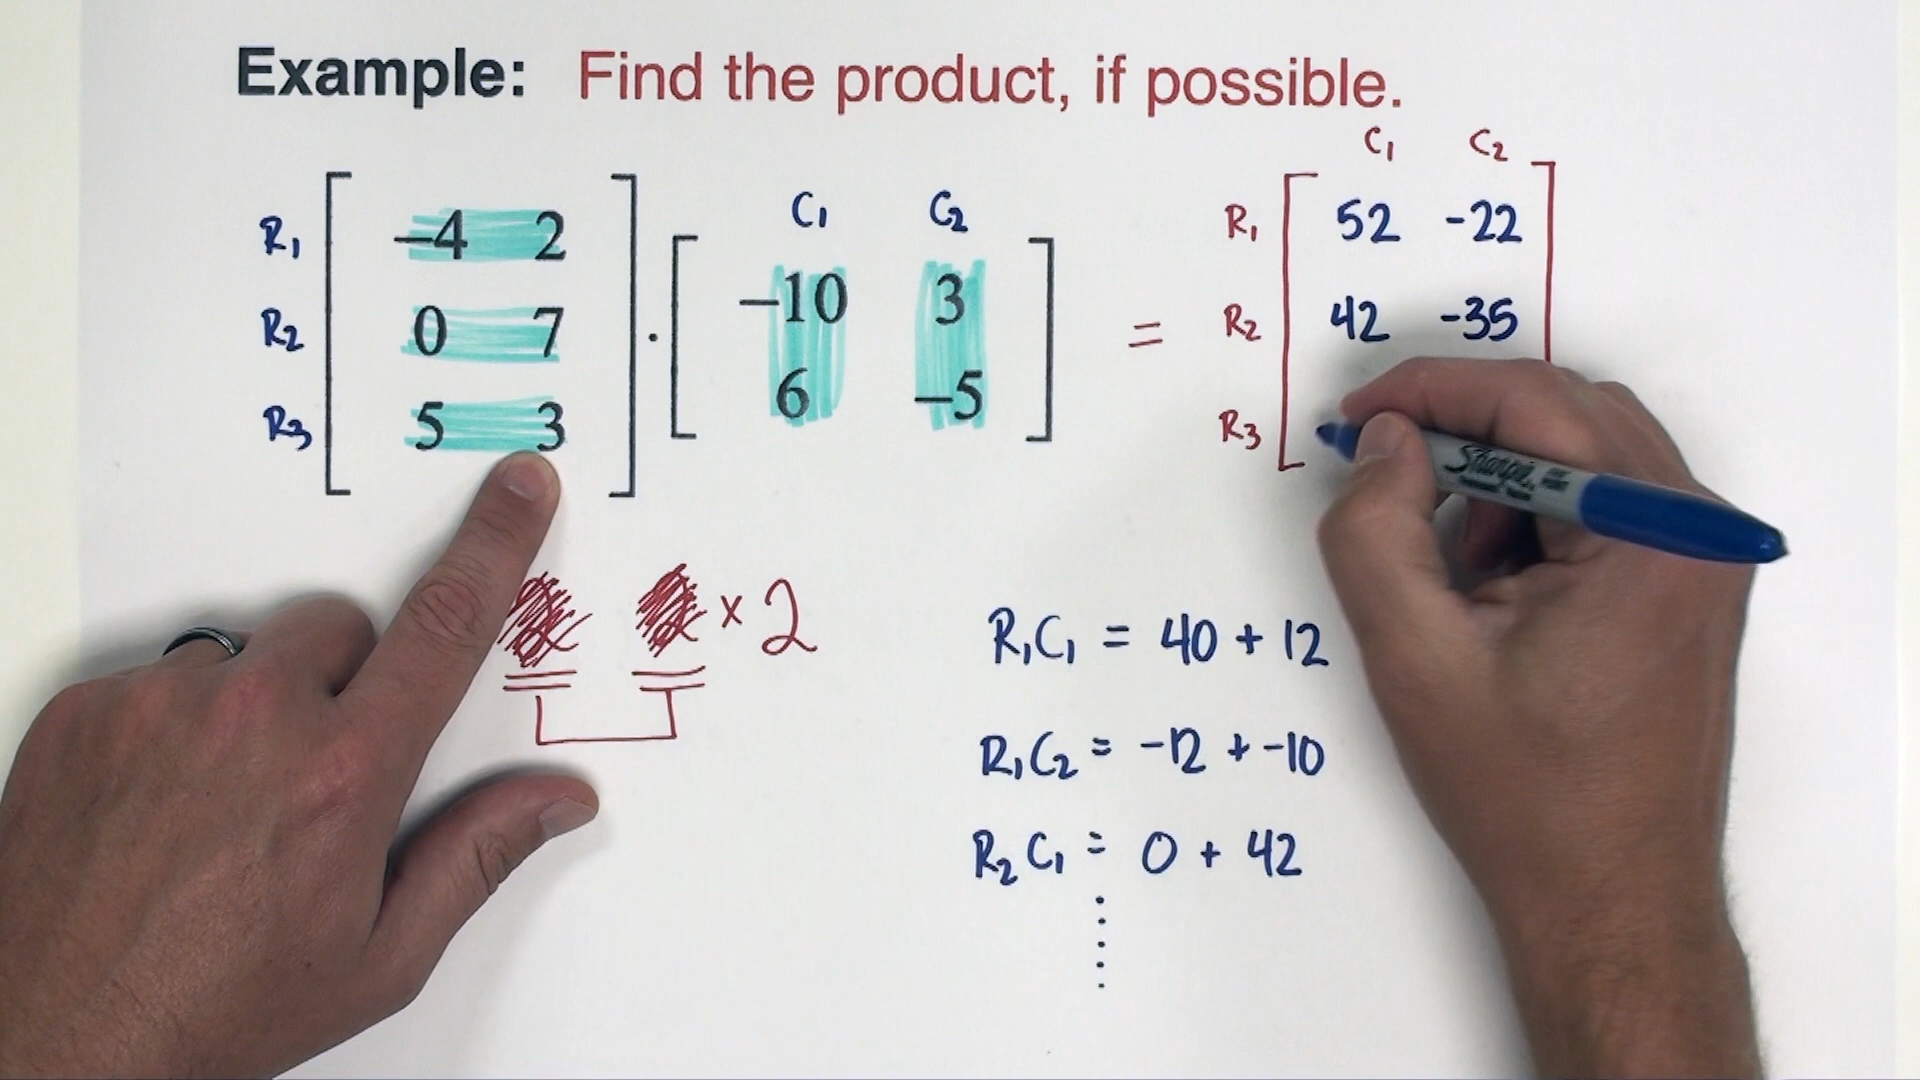 Example: Find the product, if possible.
C₁ C₂
R₁ −4 2
R₂ 0 7
R₃ 5 3
·
C₁ C₂
−10 3
6 −5
=
R₁ 52 -22
R₂ 42 -35
R₃
Sharpie.
× 2
R₁C₁ = 40 + 12
R₁C₂ = -12 + -10
R₂C₁ = 0 + 42